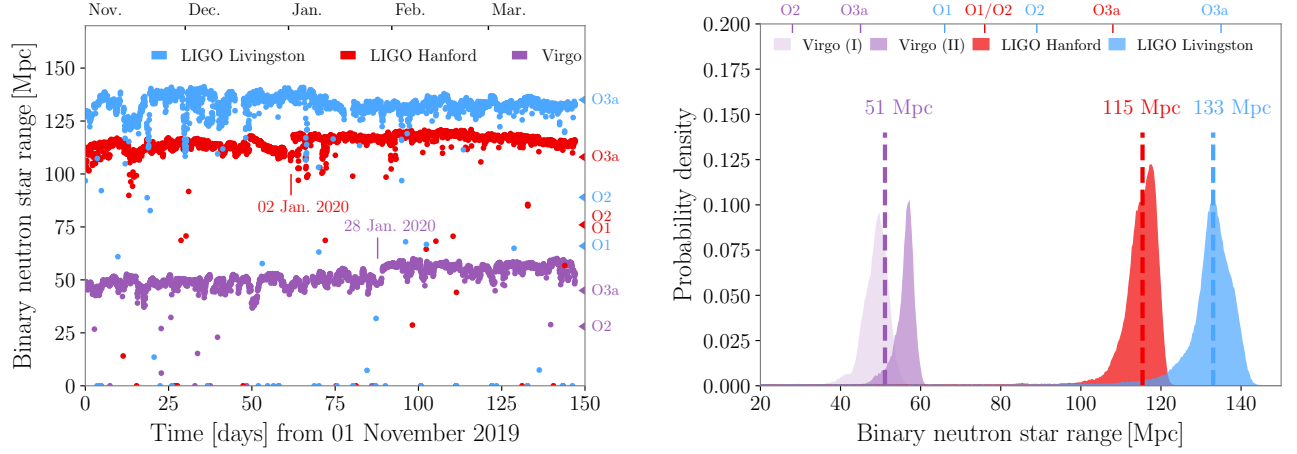 Nov. Dec. Jan. Feb. Mar.
LIGO Livingston LIGO Hanford Virgo
Binary neutron star range [Mpc]
150
125
100
75
50
25
0
O3a
O3a
O2
O2
O1
O1
O3a
O2
02 Jan. 2020
28 Jan. 2020
0 25 50 75 100 125 150
Time [days] from 01 November 2019
O2 O3a O1 O1/O2 O2 O3a O3a
Virgo (I) Virgo (II) LIGO Hanford LIGO Livingston
51 Mpc 115 Mpc 133 Mpc
Probability density
0.200
0.175
0.150
0.125
0.100
0.075
0.050
0.025
0.000
20 40 60 80 100 120 140
Binary neutron star range [Mpc]